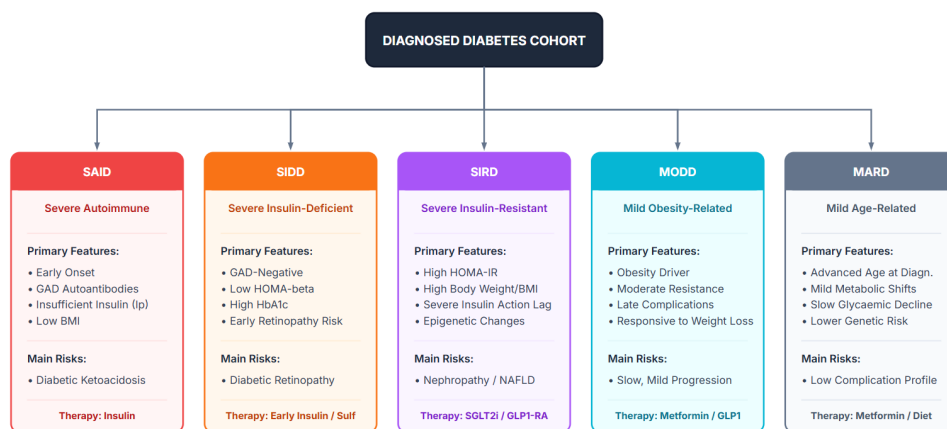 DIAGNOSED DIABETES COHORT
SAID
Severe Autoimmune
Primary Features:
• Early Onset
• GAD Autoantibodies
• Insufficient Insulin (Ip)
• Low BMI
Main Risks:
• Diabetic Ketoacidosis
Therapy: Insulin
SIDD
Severe Insulin-Deficient
Primary Features:
• GAD-Negative
• Low HOMA-beta
• High HbA1c
• Early Retinopathy Risk
Main Risks:
• Diabetic Retinopathy
Therapy: Early Insulin / Sulf
SIRD
Severe Insulin-Resistant
Primary Features:
• High HOMA-IR
• High Body Weight/BMI
• Severe Insulin Action Lag
• Epigenetic Changes
Main Risks:
• Nephropathy / NAFLD
Therapy: SGLT2i / GLP1-RA
MODD
Mild Obesity-Related
Primary Features:
• Obesity Driver
• Moderate Resistance
• Late Complications
• Responsive to Weight Loss
Main Risks:
• Slow, Mild Progression
Therapy: Metformin / GLP1
MARD
Mild Age-Related
Primary Features:
• Advanced Age at Diagn.
• Mild Metabolic Shifts
• Slow Glycaemic Decline
• Lower Genetic Risk
Main Risks:
• Low Complication Profile
Therapy: Metformin / Diet